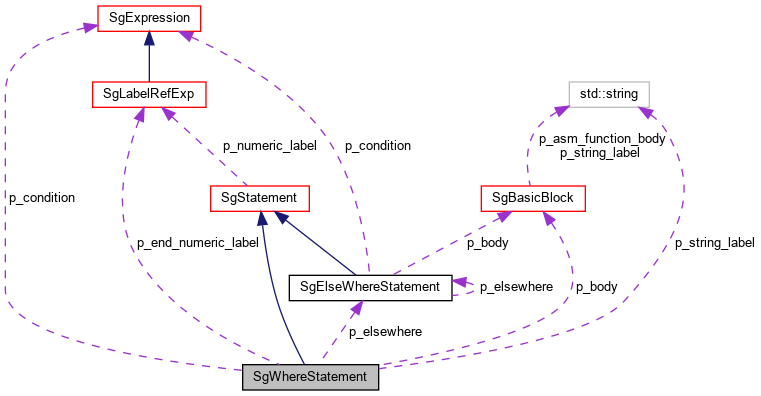 SgExpression
SgLabelRefExp
std::string
p_numeric_label
p_condition
p_asm_function_body
p_string_label
p_condition
SgStatement
SgBasicBlock
p_end_numeric_label
p_body
p_string_label
SgElseWhereStatement
p_elsewhere
p_body
p_elsewhere
SgWhereStatement